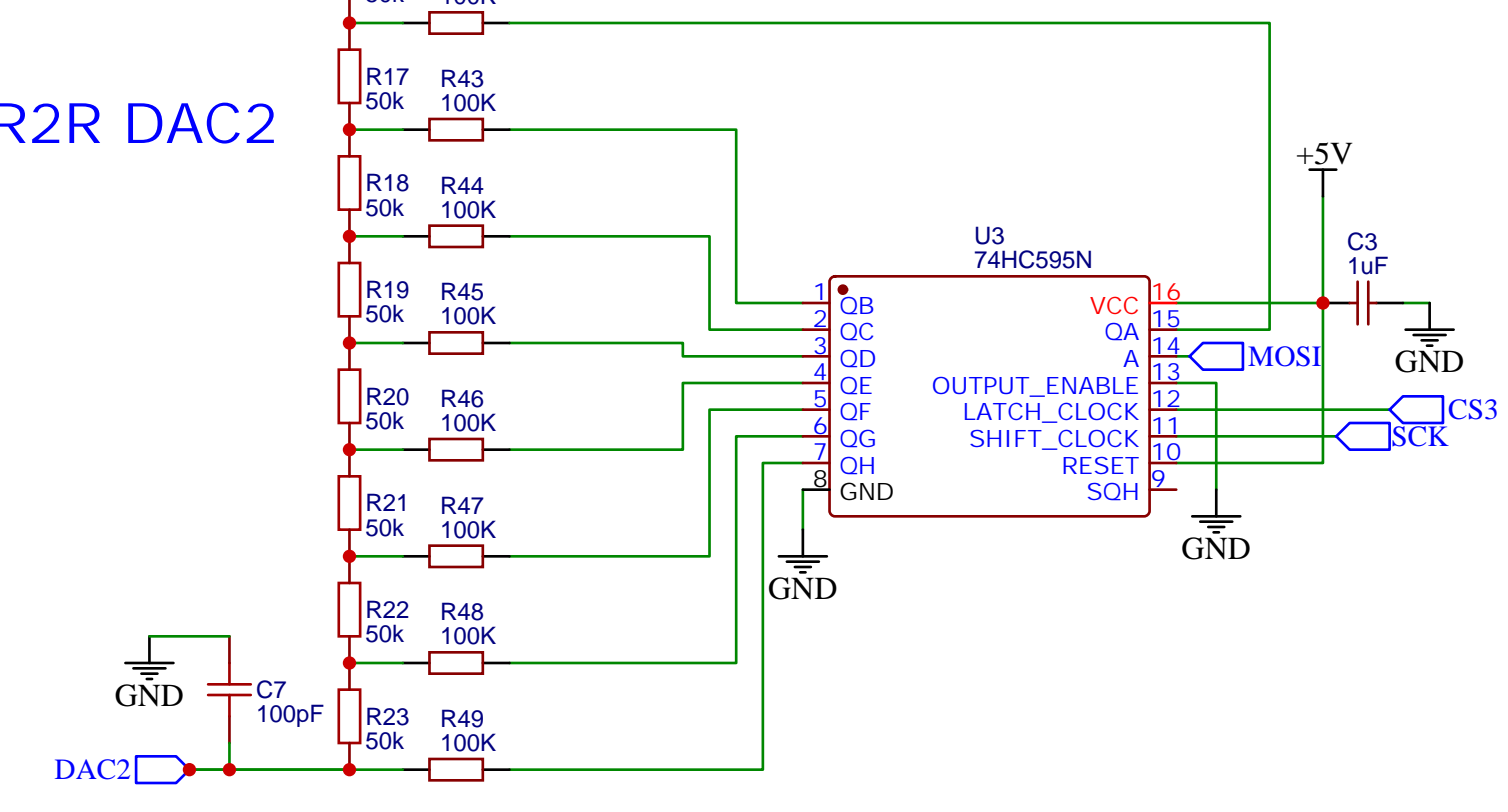 50k
100K
R17
50k
R43
100K
R2R DAC2
R18
50k
R44
100K
R19
50k
R45
100K
R20
50k
R46
100K
R21
50k
R47
100K
R22
50k
R48
100K
R23
50k
R49
100K
GND
C7
100pF
DAC2
+5V
U3
74HC595N
C3
1uF
GND
1 QB
2 QC
3 QD
4 QE
5 QF
6 QG
7 QH
8 GND
VCC 16
QA 15
A 14
OUTPUT_ENABLE 13
LATCH_CLOCK 12
SHIFT_CLOCK 11
RESET 10
SQH 9
MOSI
CS3
SCK
GND
GND